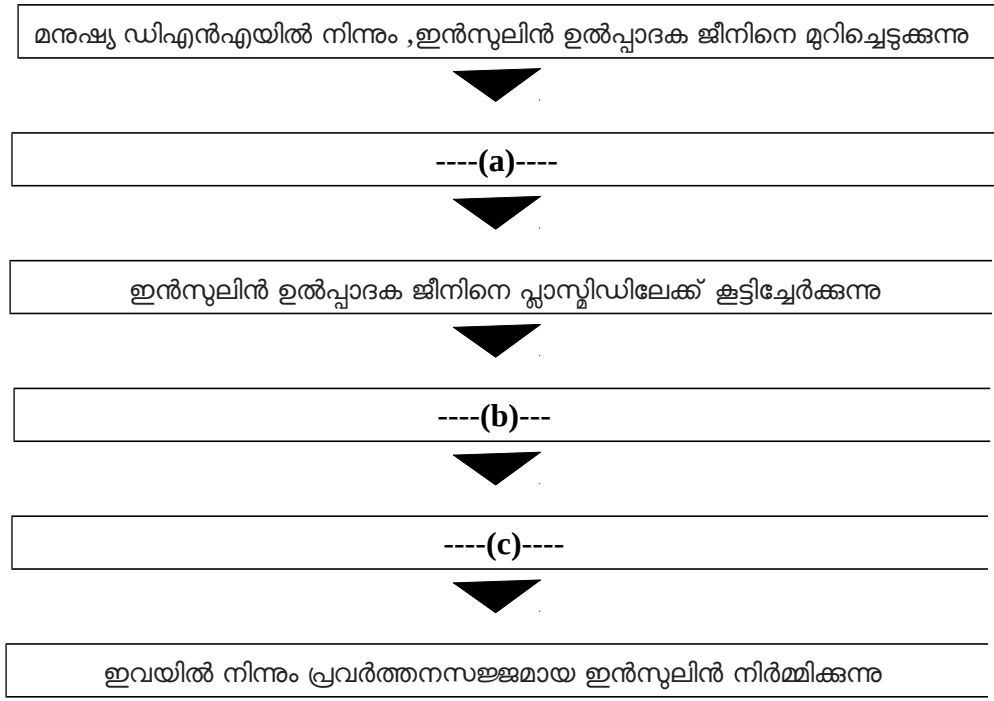 മനുഷ്യ ഡിഎൻഎയിൽ നിന്നും ,ഇൻസുലിൻ ഉൽപ്പാദക ജീനിനെ മുറിച്ചെടുക്കുന്നു
----(a)----
ഇൻസുലിൻ ഉൽപ്പാദക ജീനിനെ പ്ലാസ്മിഡിലേക്ക് കൂട്ടിച്ചേർക്കുന്നു
----(b)---
----(c)----
ഇവയിൽ നിന്നും പ്രവർത്തനസജ്ജമായ ഇൻസുലിൻ നിർമ്മിക്കുന്നു